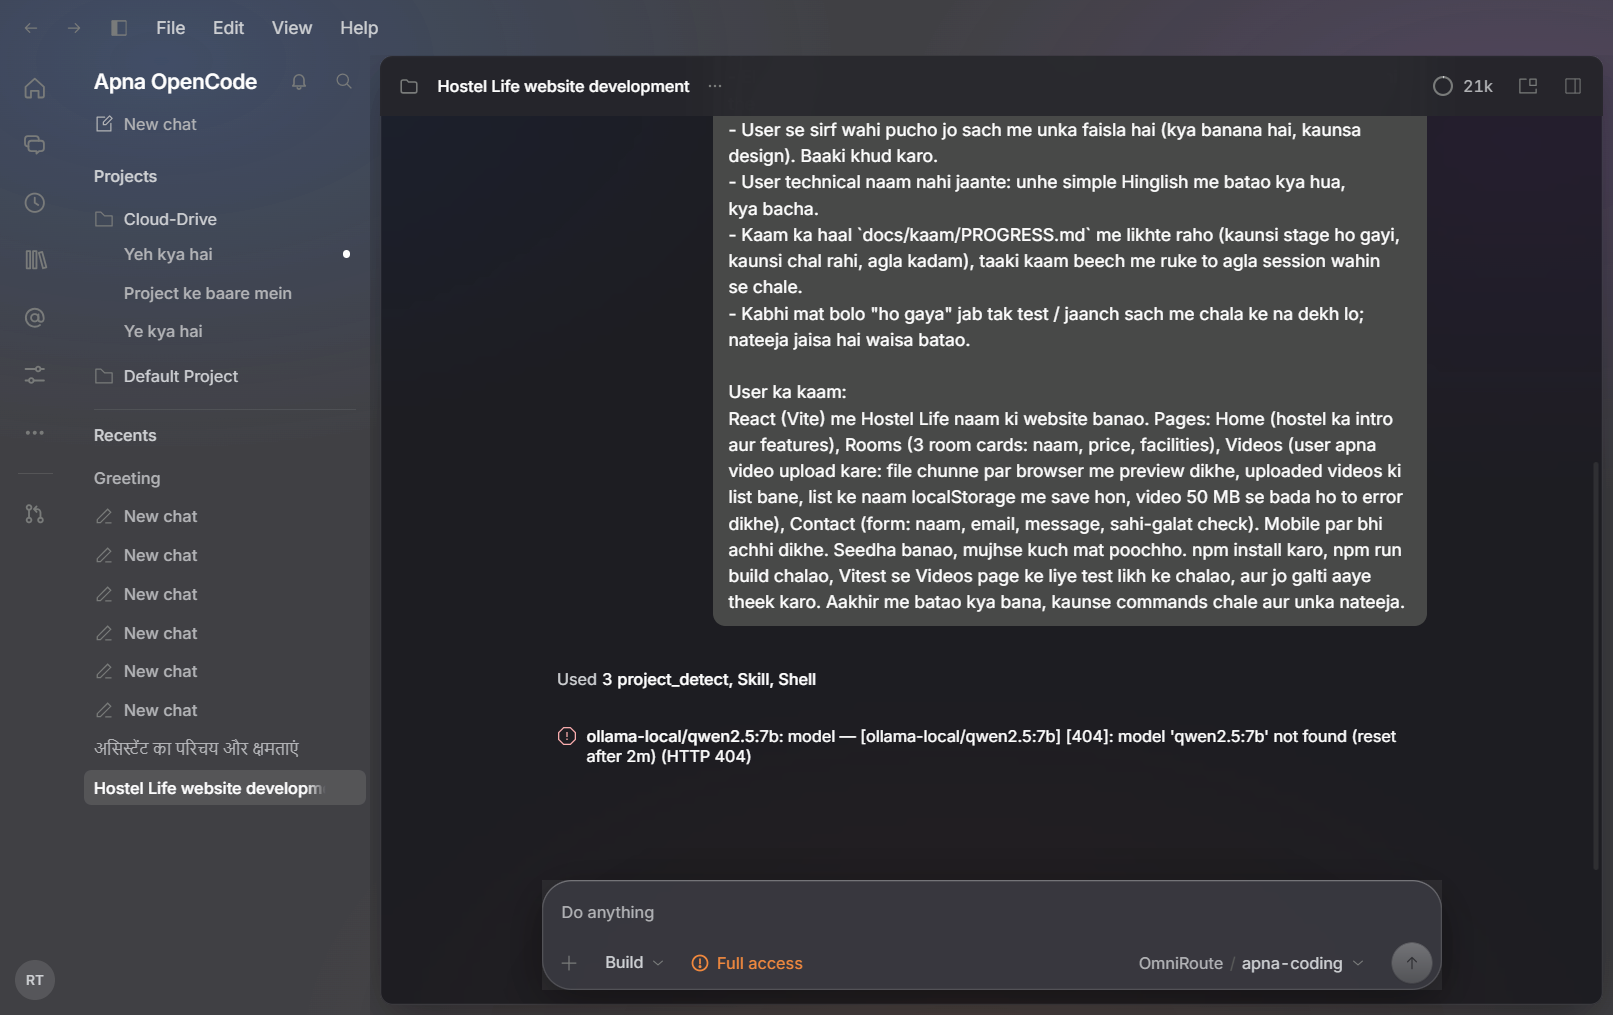 File Edit View Help
Apna OpenCode
New chat
Projects
Cloud-Drive
Yeh kya hai
Project ke baare mein
Ye kya hai
Default Project
Recents
Greeting
New chat
New chat
New chat
New chat
New chat
New chat
असिस्टेंट का परिचय और क्षमताएं
Hostel Life website developm
RT
Hostel Life website development
21k
- User se sirf wahi pucho jo sach me unka faisla hai (kya banana hai, kaunsa
design). Baaki khud karo.
- User technical naam nahi jaante: unhe simple Hinglish me batao kya hua,
kya bacha.
- Kaam ka haal `docs/kaam/PROGRESS.md` me likhte raho (kaunsi stage ho gayi,
kaunsi chal rahi, agla kadam), taaki kaam beech me ruke to agla session wahin
se chale.
- Kabhi mat bolo "ho gaya" jab tak test / jaanch sach me chala ke na dekh lo;
nateeja jaisa hai waisa batao.
User ka kaam:
React (Vite) me Hostel Life naam ki website banao. Pages: Home (hostel ka intro
aur features), Rooms (3 room cards: naam, price, facilities), Videos (user apna
video upload kare: file chunne par browser me preview dikhe, uploaded videos ki
list bane, list ke naam localStorage me save hon, video 50 MB se bada ho to error
dikhe), Contact (form: naam, email, message, sahi-galat check). Mobile par bhi
achhi dikhe. Seedha banao, mujhse kuch mat poochho. npm install karo, npm run
build chalao, Vitest se Videos page ke liye test likh ke chalao, aur jo galti aaye
theek karo. Aakhir me batao kya bana, kaunse commands chale aur unka nateeja.
Used 3 project_detect, Skill, Shell
ollama-local/qwen2.5:7b: model — [ollama-local/qwen2.5:7b] [404]: model 'qwen2.5:7b' not found (reset
after 2m) (HTTP 404)
Do anything
Build
Full access
OmniRoute / apna-coding